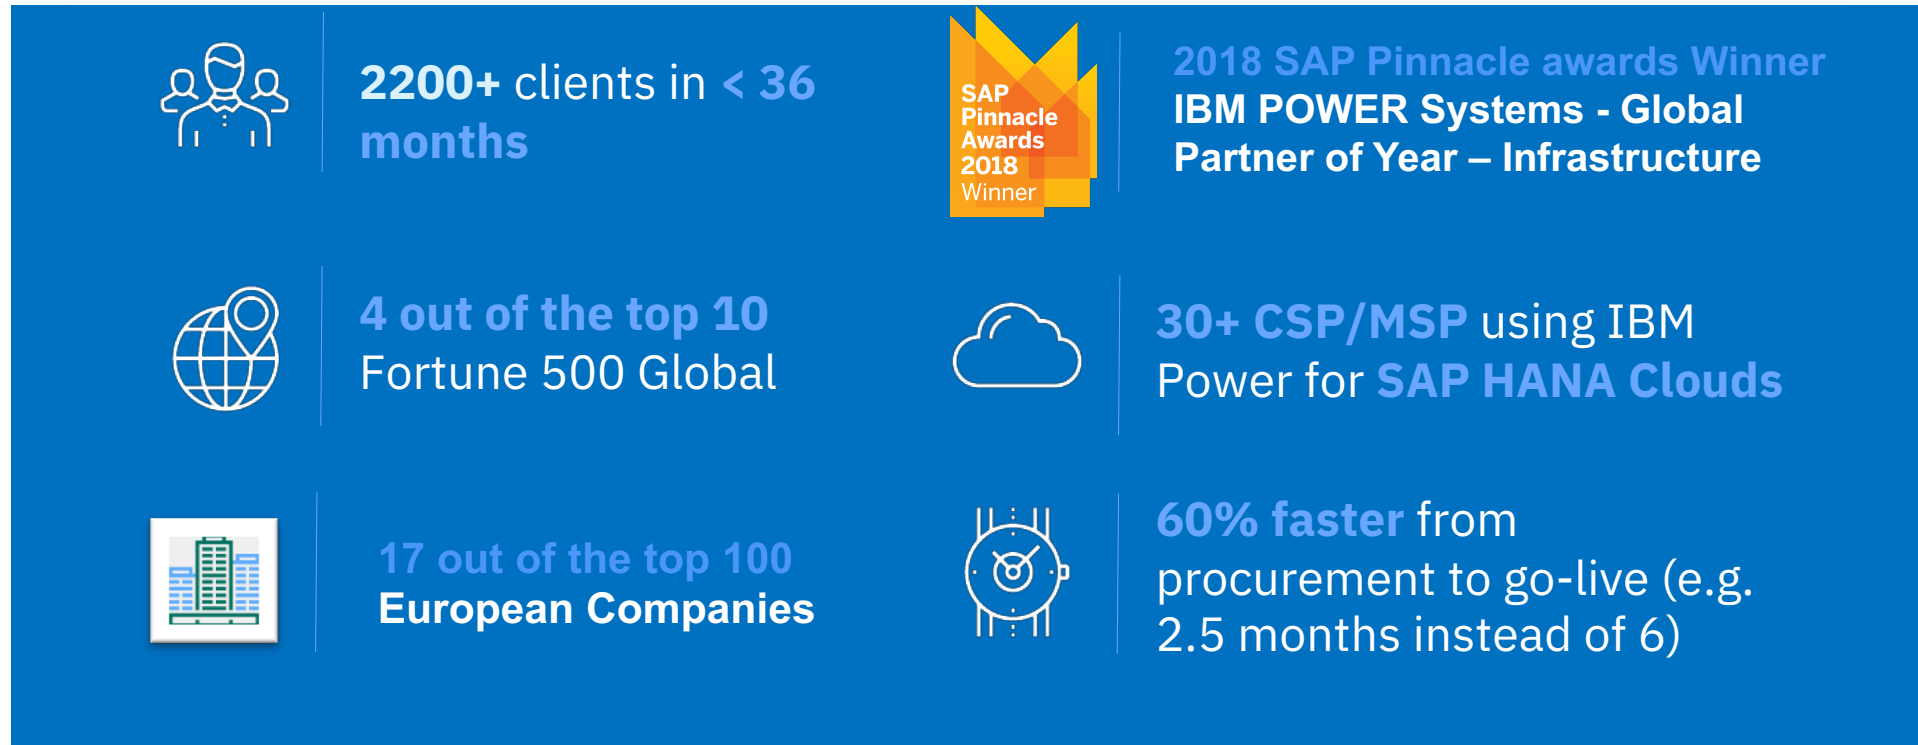 2200+ clients in < 36
months
SAP
Pinnacle
Awards
2018
Winner
2018 SAP Pinnacle awards Winner
IBM POWER Systems - Global
Partner of Year – Infrastructure
4 out of the top 10
Fortune 500 Global
30+ CSP/MSP using IBM
Power for SAP HANA Clouds
17 out of the top 100
European Companies
60% faster from
procurement to go-live (e.g.
2.5 months instead of 6)